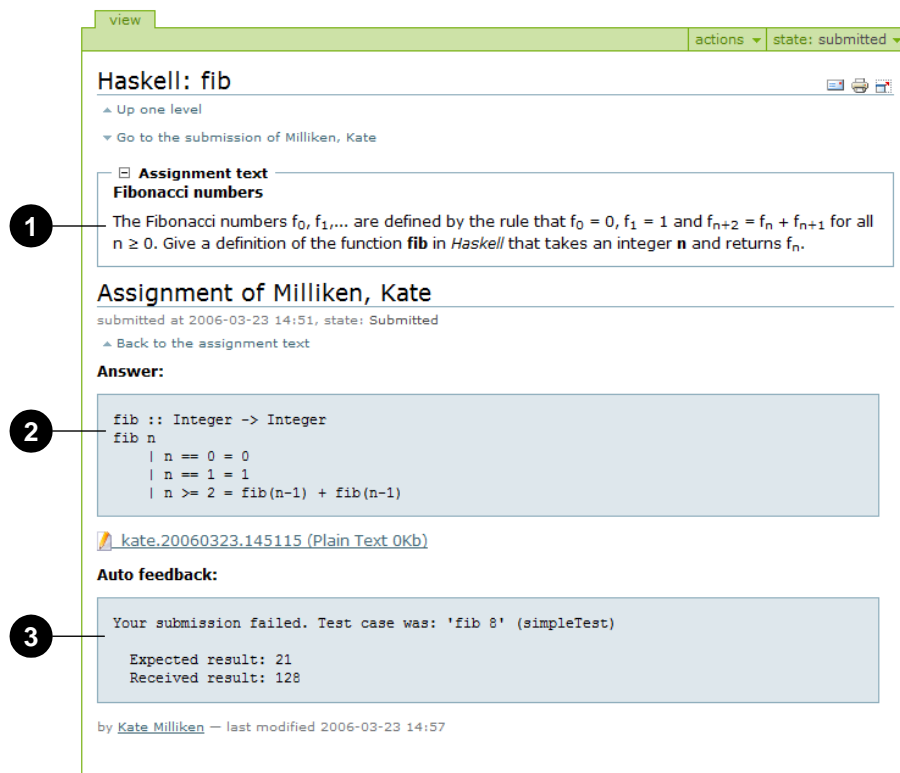 view
actions state: submitted
Haskell: fib
Up one level
Go to the submission of Milliken, Kate
Assignment text
Fibonacci numbers
1
The Fibonacci numbers f₀, f₁,... are defined by the rule that f₀ = 0, f₁ = 1 and fₙ₊₂ = fₙ + fₙ₊₁ for all
n ≥ 0. Give a definition of the function fib in Haskell that takes an integer n and returns fₙ.
Assignment of Milliken, Kate
submitted at 2006-03-23 14:51, state: Submitted
Back to the assignment text
Answer:
2
fib :: Integer -> Integer
fib n
    | n == 0 = 0
    | n == 1 = 1
    | n >= 2 = fib(n-1) + fib(n-1)
kate.20060323.145115 (Plain Text 0Kb)
Auto feedback:
3
Your submission failed. Test case was: 'fib 8' (simpleTest)
Expected result: 21
Received result: 128
by Kate Milliken — last modified 2006-03-23 14:57